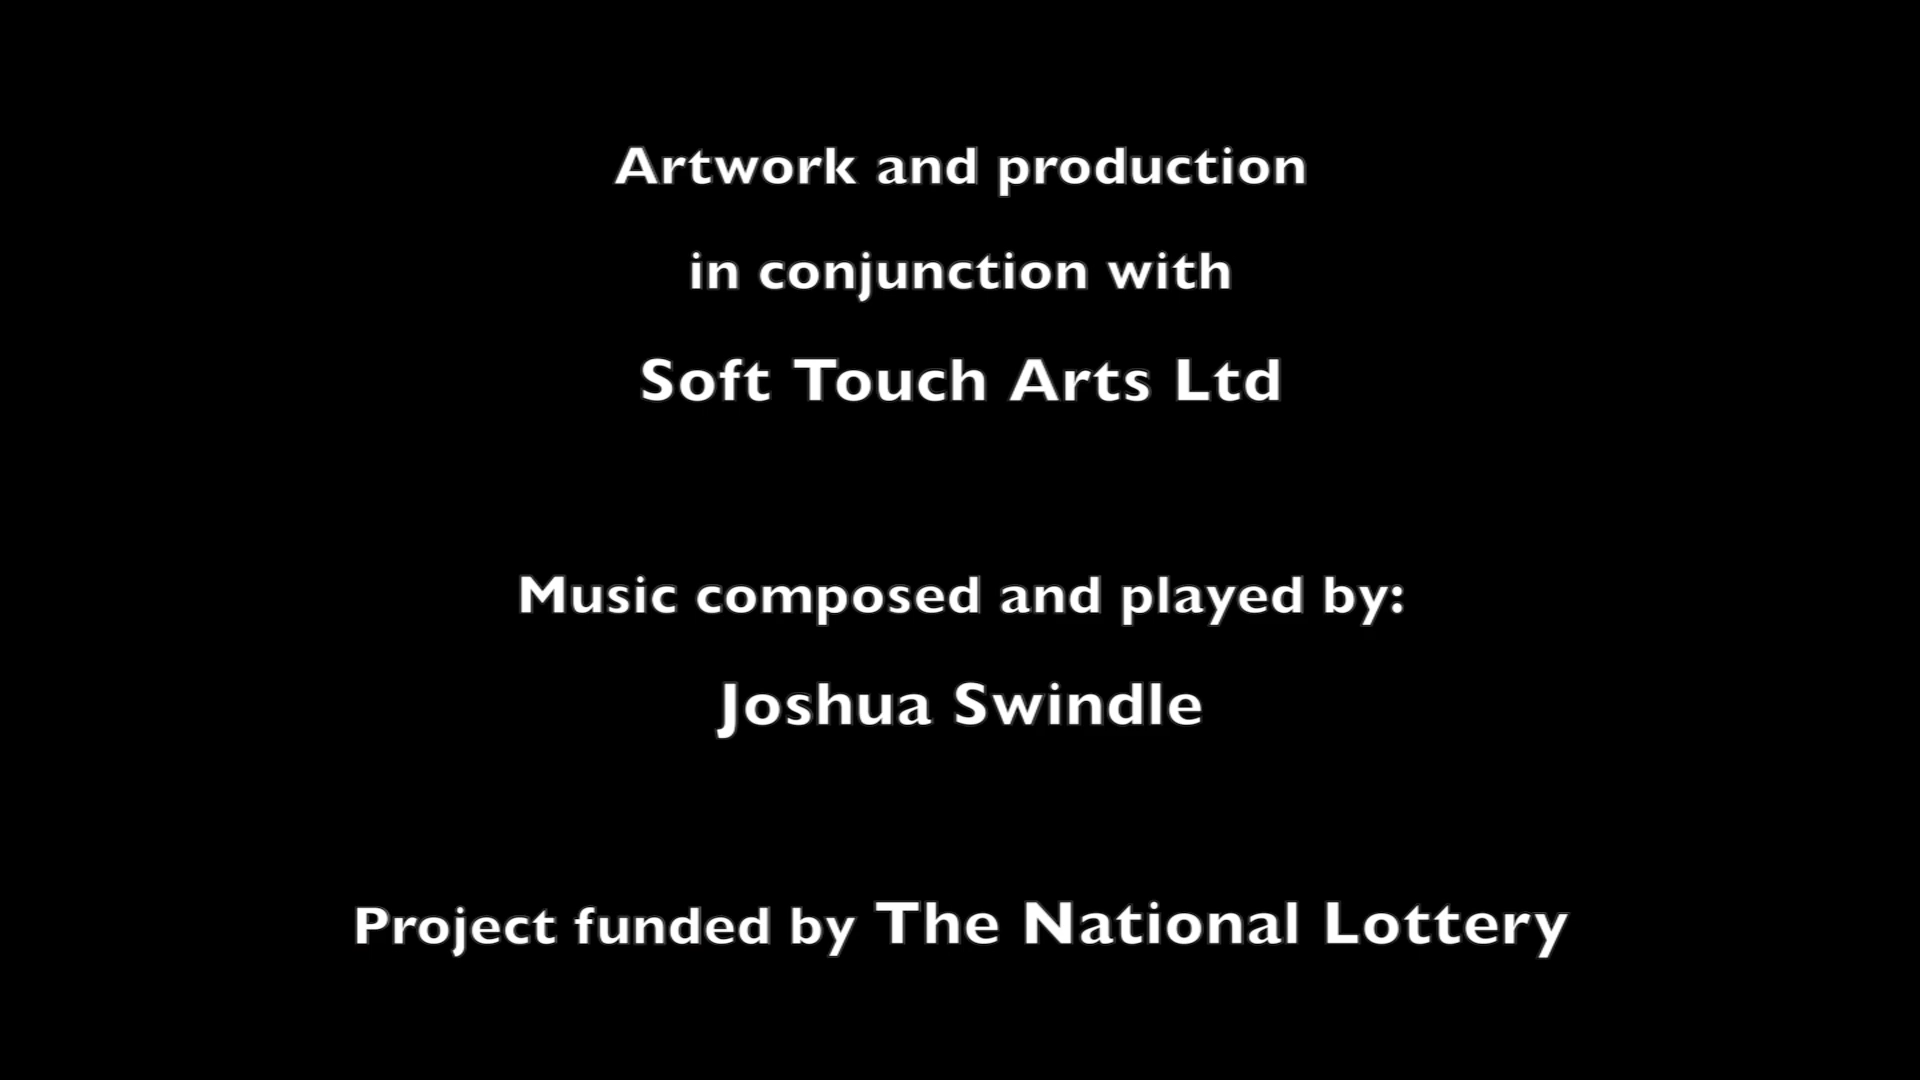 Artwork and production
in conjunction with
Soft Touch Arts Ltd
Music composed and played by:
Joshua Swindle
Project funded by The National Lottery